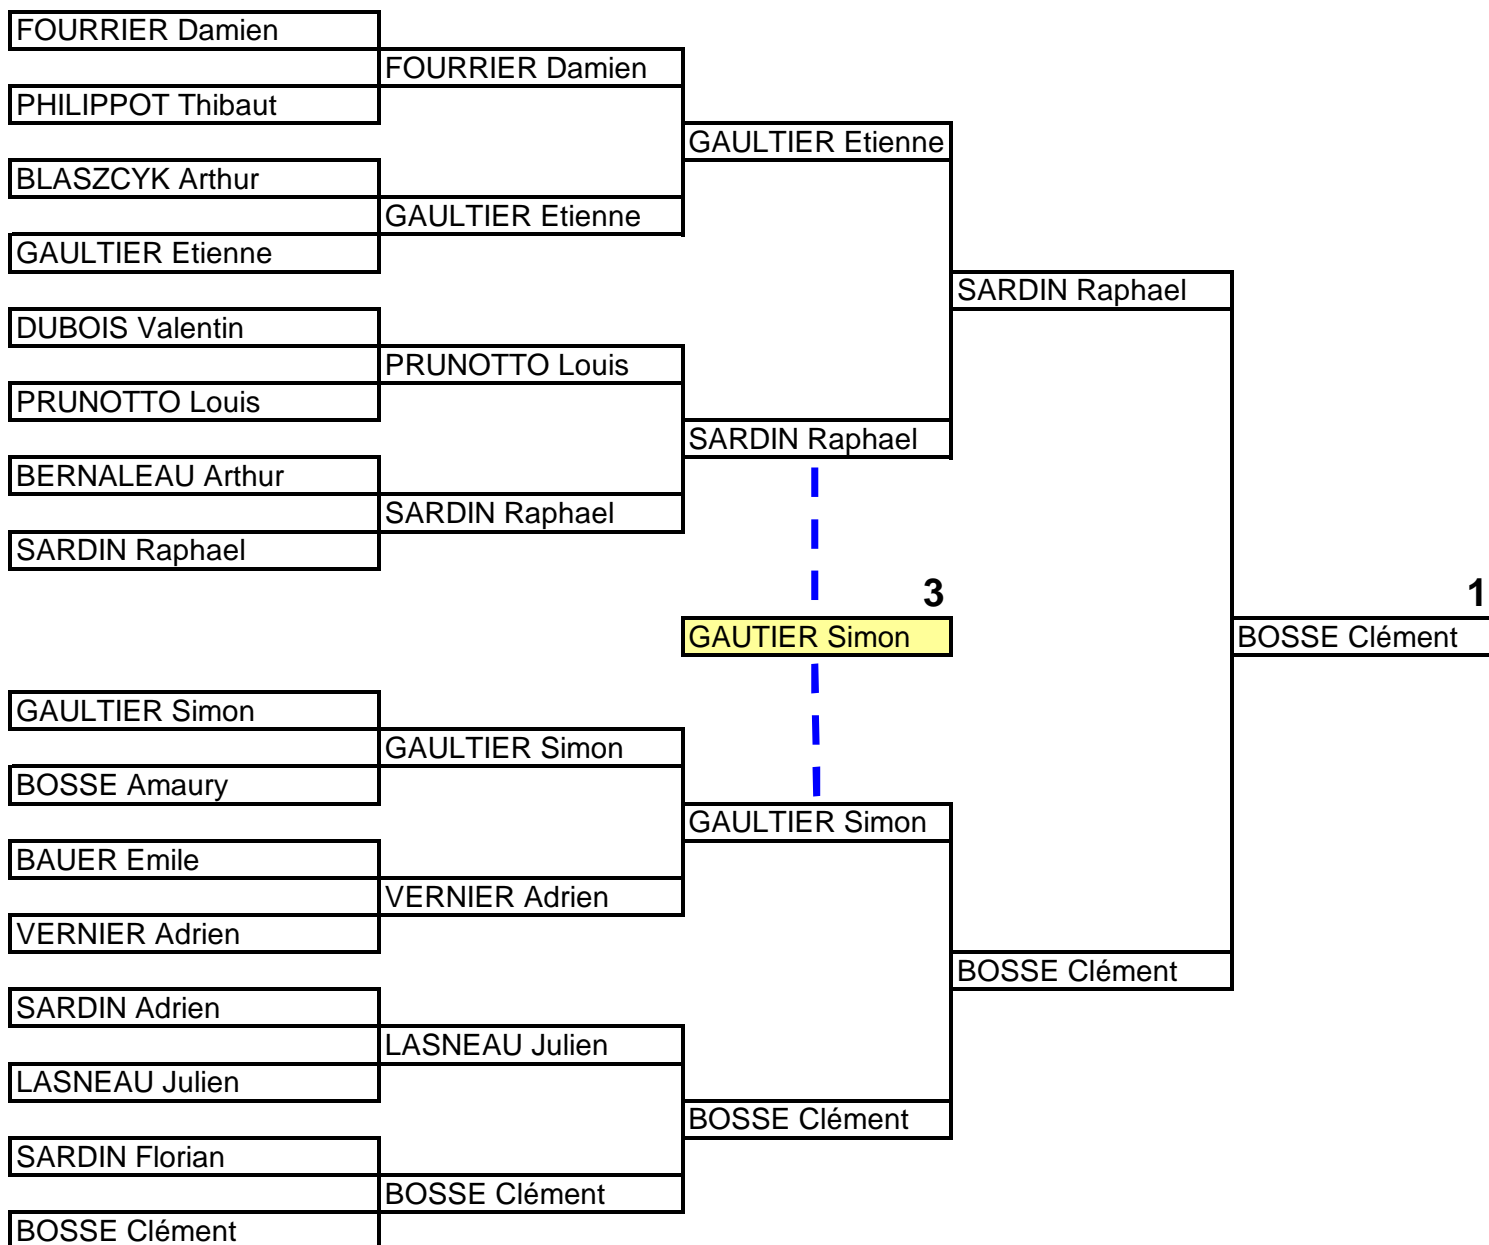 FOURRIER Damien
FOURRIER Damien
PHILIPPOT Thibaut
GAULTIER Etienne
BLASZCYK Arthur
GAULTIER Etienne
GAULTIER Etienne
SARDIN Raphael
DUBOIS Valentin
PRUNOTTO Louis
PRUNOTTO Louis
SARDIN Raphael
BERNALEAU Arthur
SARDIN Raphael
SARDIN Raphael
3
1
GAUTIER Simon
BOSSE Clément
GAULTIER Simon
GAULTIER Simon
BOSSE Amaury
GAULTIER Simon
BAUER Emile
VERNIER Adrien
VERNIER Adrien
BOSSE Clément
SARDIN Adrien
LASNEAU Julien
LASNEAU Julien
BOSSE Clément
SARDIN Florian
BOSSE Clément
BOSSE Clément